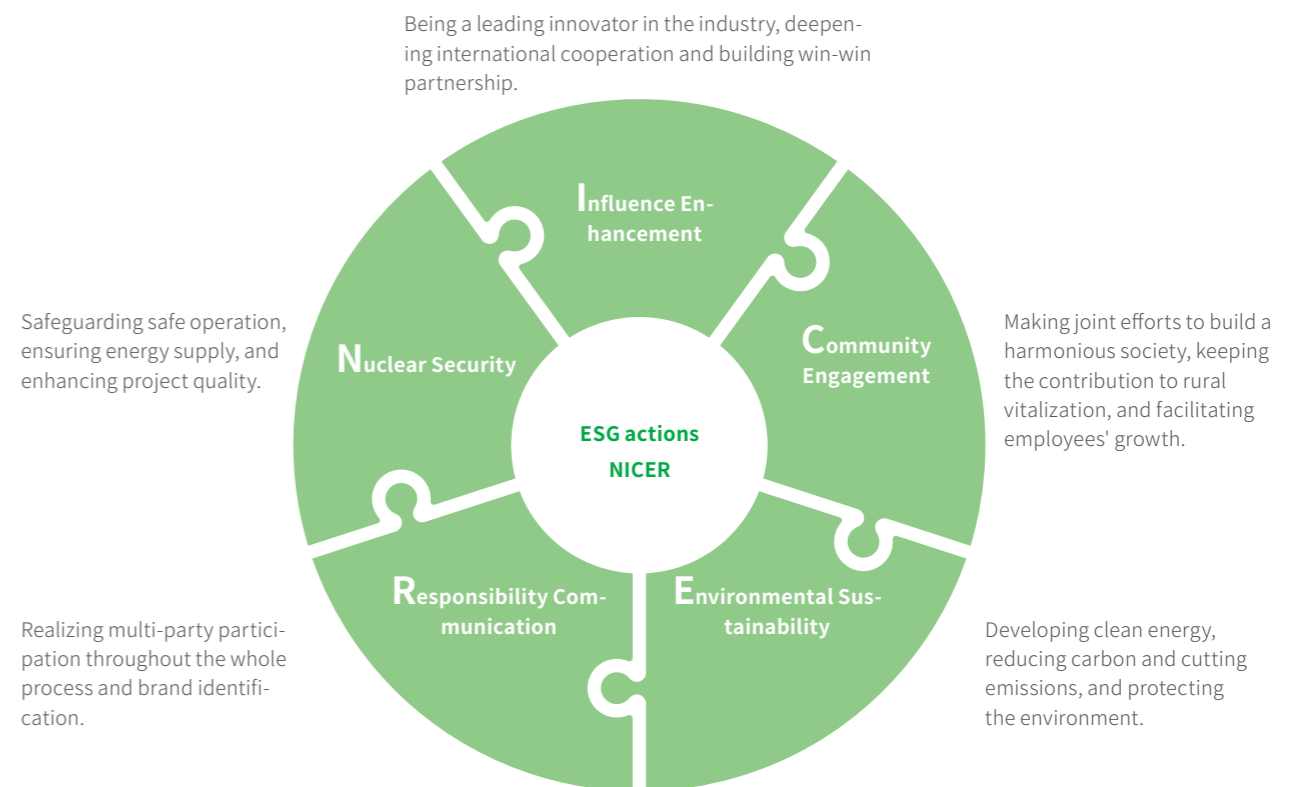 Being a leading innovator in the industry, deepen-
ing international cooperation and building win-win
partnership.
Influence En-
hancement
Safeguarding safe operation,
ensuring energy supply, and
enhancing project quality.
Nuclear Security
Community
Engagement
Making joint efforts to build a
harmonious society, keeping
the contribution to rural
vitalization, and facilitating
employees' growth.
ESG actions
NICER
Responsibility Com-
munication
Environmental Sus-
tainability
Realizing multi-party partici-
pation throughout the whole
process and brand identifi-
cation.
Developing clean energy,
reducing carbon and cutting
emissions, and protecting
the environment.